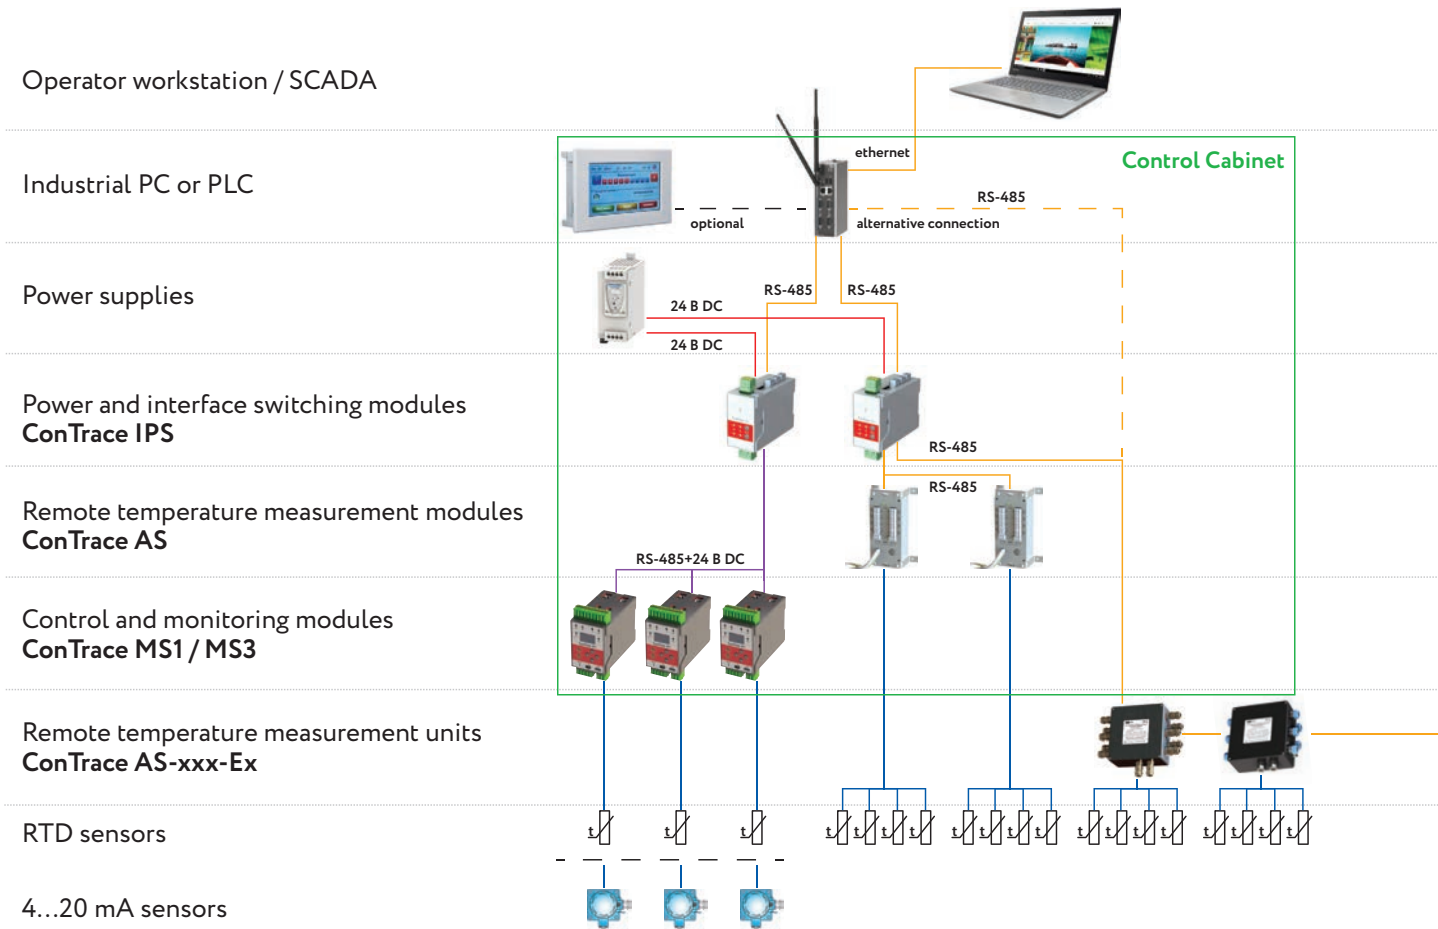 Operator workstation / SCADA
ethernet
Control Cabinet
Industrial PC or PLC
RS-485
optional
alternative connection
Power supplies
RS-485
RS-485
24 В DC
24 В DC
Power and interface switching modules
ConTrace IPS
RS-485
RS-485
Remote temperature measurement modules
ConTrace AS
RS-485+24 В DC
Control and monitoring modules
ConTrace MS1 / MS3
Remote temperature measurement units
ConTrace AS-xxx-Ex
RTD sensors
t t t t t t t t t t t t t t t t t t t
4...20 mA sensors